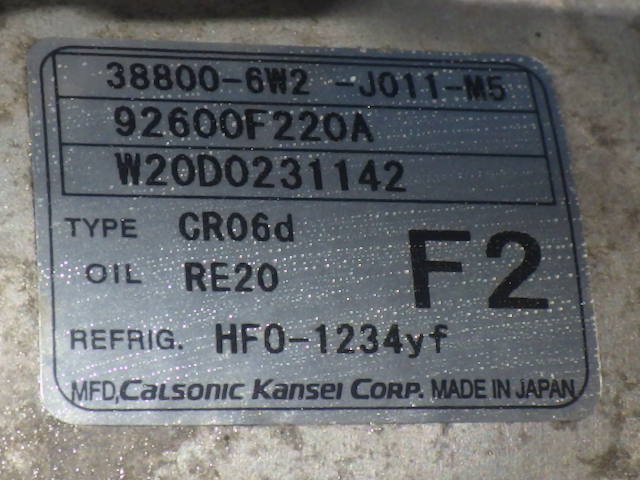 38800-6W2 -J011-M5
92600F220A
W20D0231142
TYPE CR06d
OIL RE20
F2
REFRIG. HFO-1234yf
MFD, CALSONIC KANSEI CORP. MADE IN JAPAN